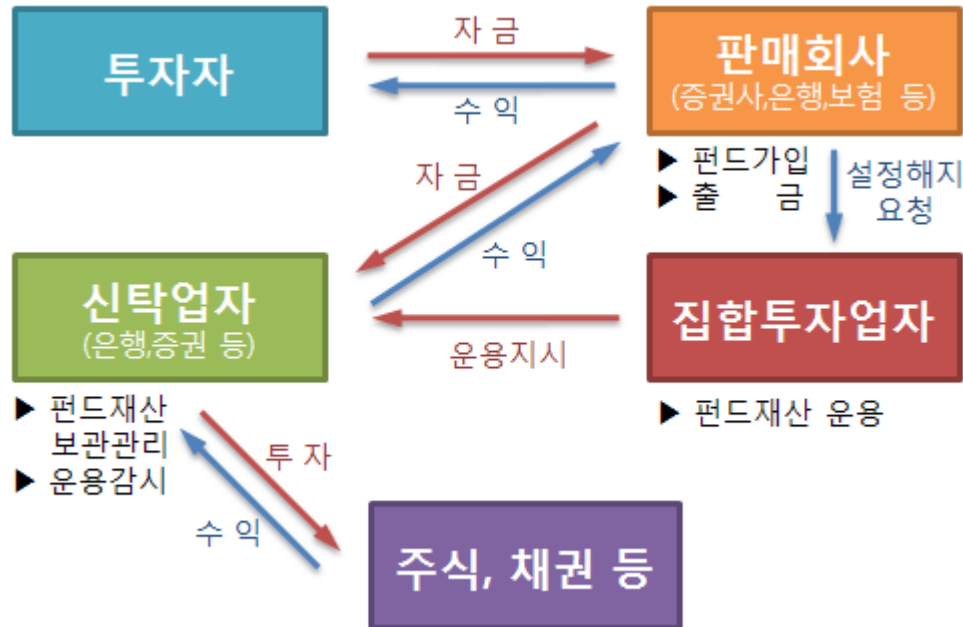 투자자
자 금
수 익
판매회사
(증권사,은행,보험 등)
▶ 펀드가입
▶ 출 금
설정해지
요청
자 금
수 익
신탁업자
(은행,증권 등)
운용지시
집합투자업자
▶ 펀드재산
보관관리
▶ 운용감시
▶ 펀드재산 운용
투 자
수 익
주식, 채권 등